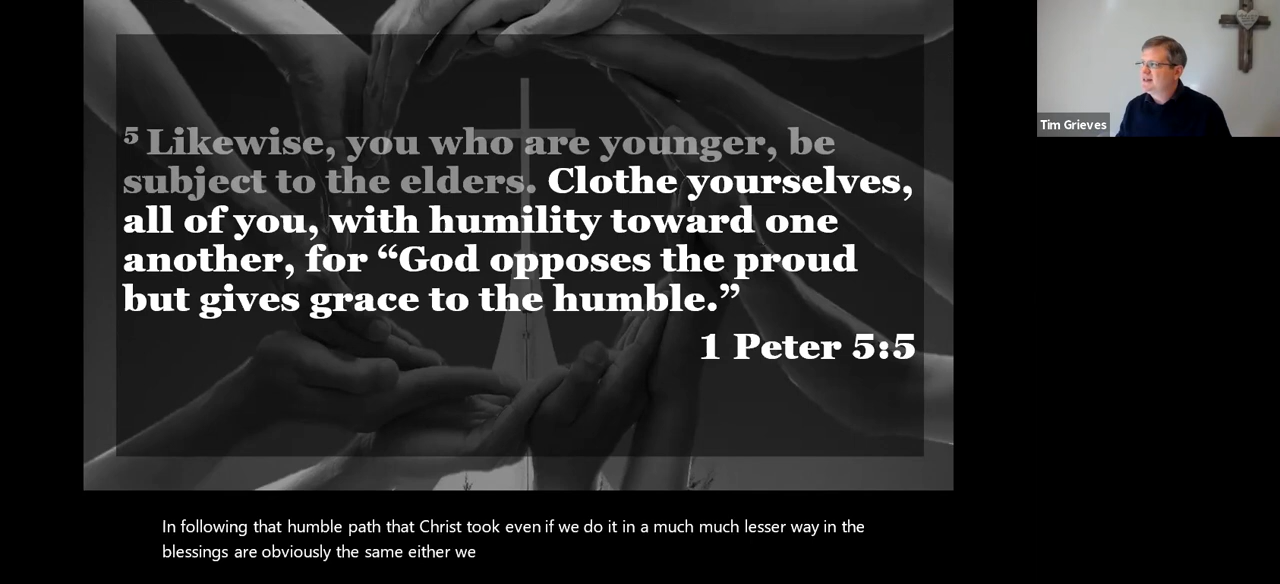 ⁵ Likewise, you who are younger, be
subject to the elders. Clothe yourselves,
all of you, with humility toward one
another, for “God opposes the proud
but gives grace to the humble.”
1 Peter 5:5
Tim Grieves
In following that humble path that Christ took even if we do it in a much much lesser way in the
blessings are obviously the same either we